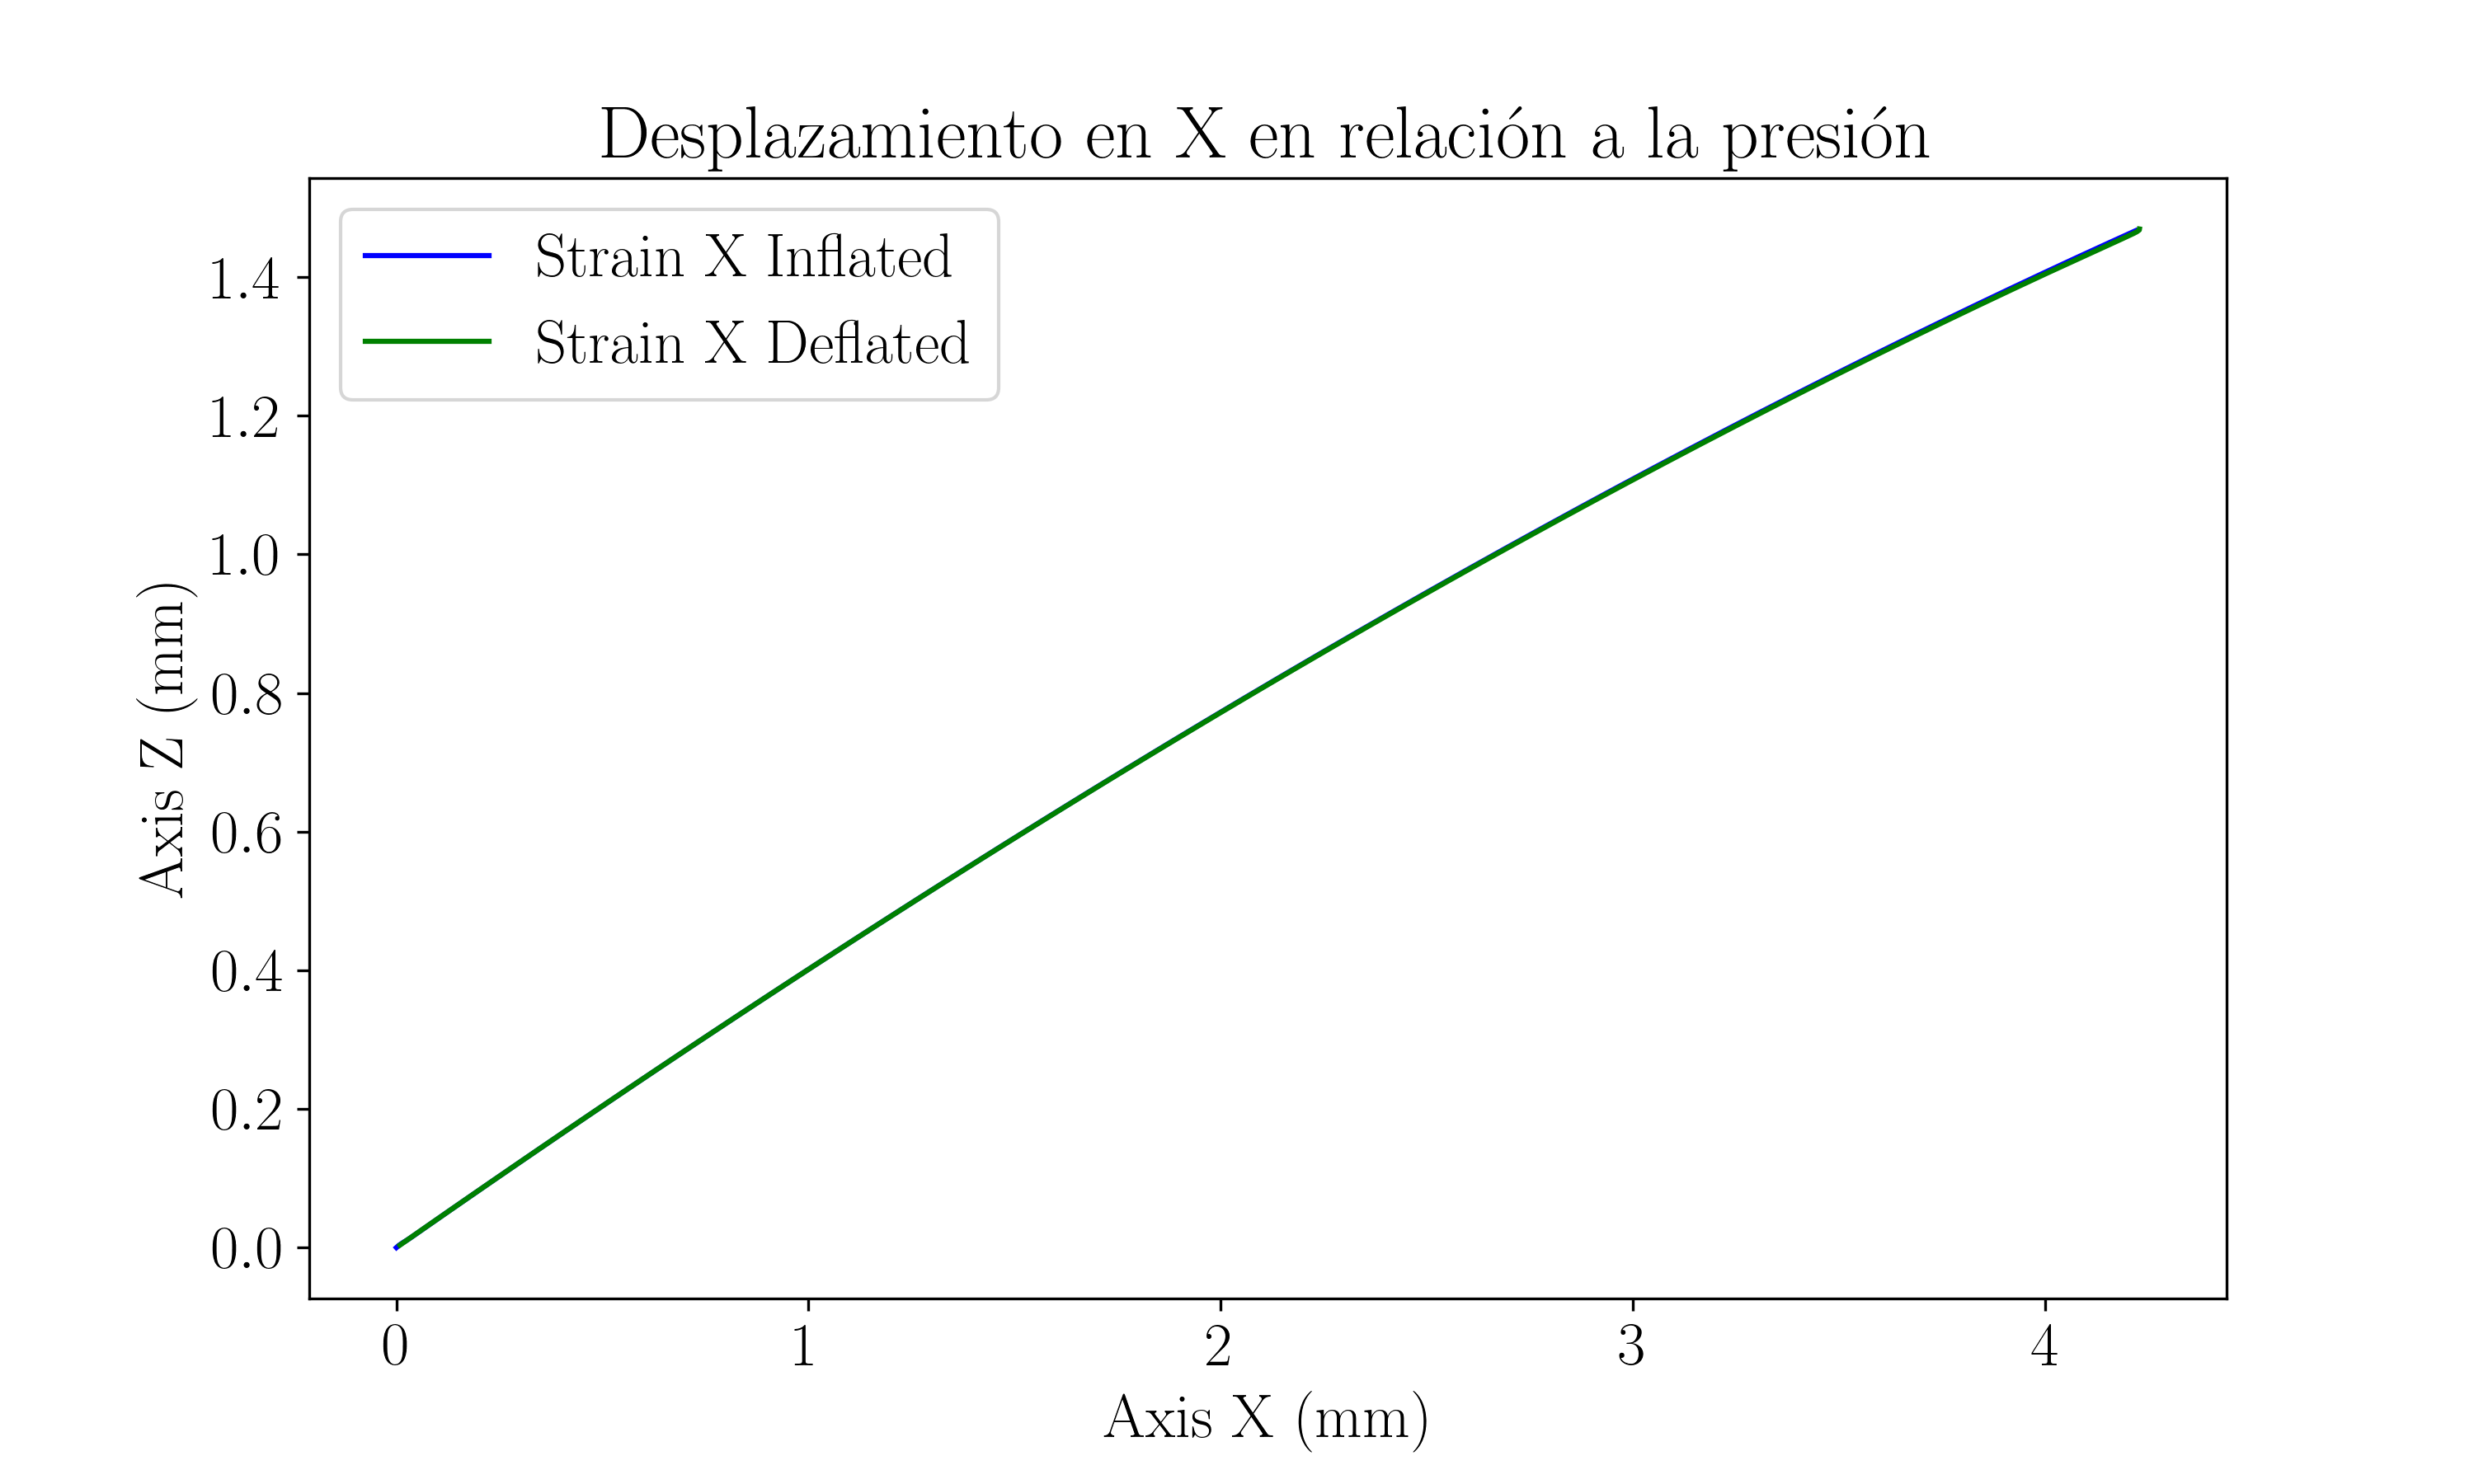 Desplazamiento en X en relación a la presión
Strain X Inflated
Strain X Deflated
1.4
1.2
1.0
0.8
0.6
0.4
0.2
0.0
Axis Z (mm)
0 1 2 3 4
Axis X (mm)